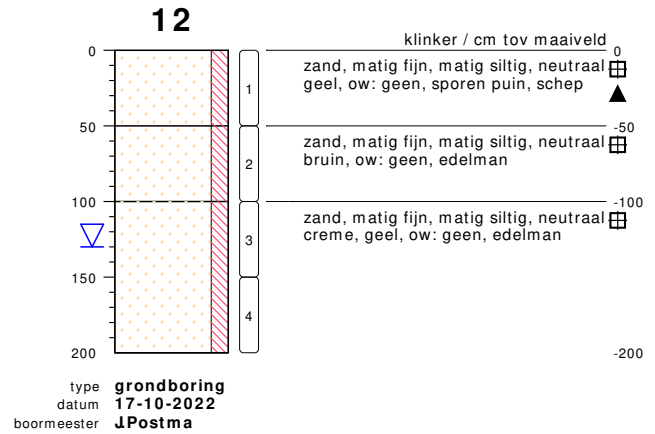 12
klinker / cm tov maaiveld
0
0
zand, matig fijn, matig siltig, neutraal
geel, ow: geen, sporen puin, schep
1
50
-50
zand, matig fijn, matig siltig, neutraal
bruin, ow: geen, edelman
2
100
-100
zand, matig fijn, matig siltig, neutraal
creme, geel, ow: geen, edelman
3
150
4
200
-200
type grondboring
datum 17-10-2022
boormeester J.Postma